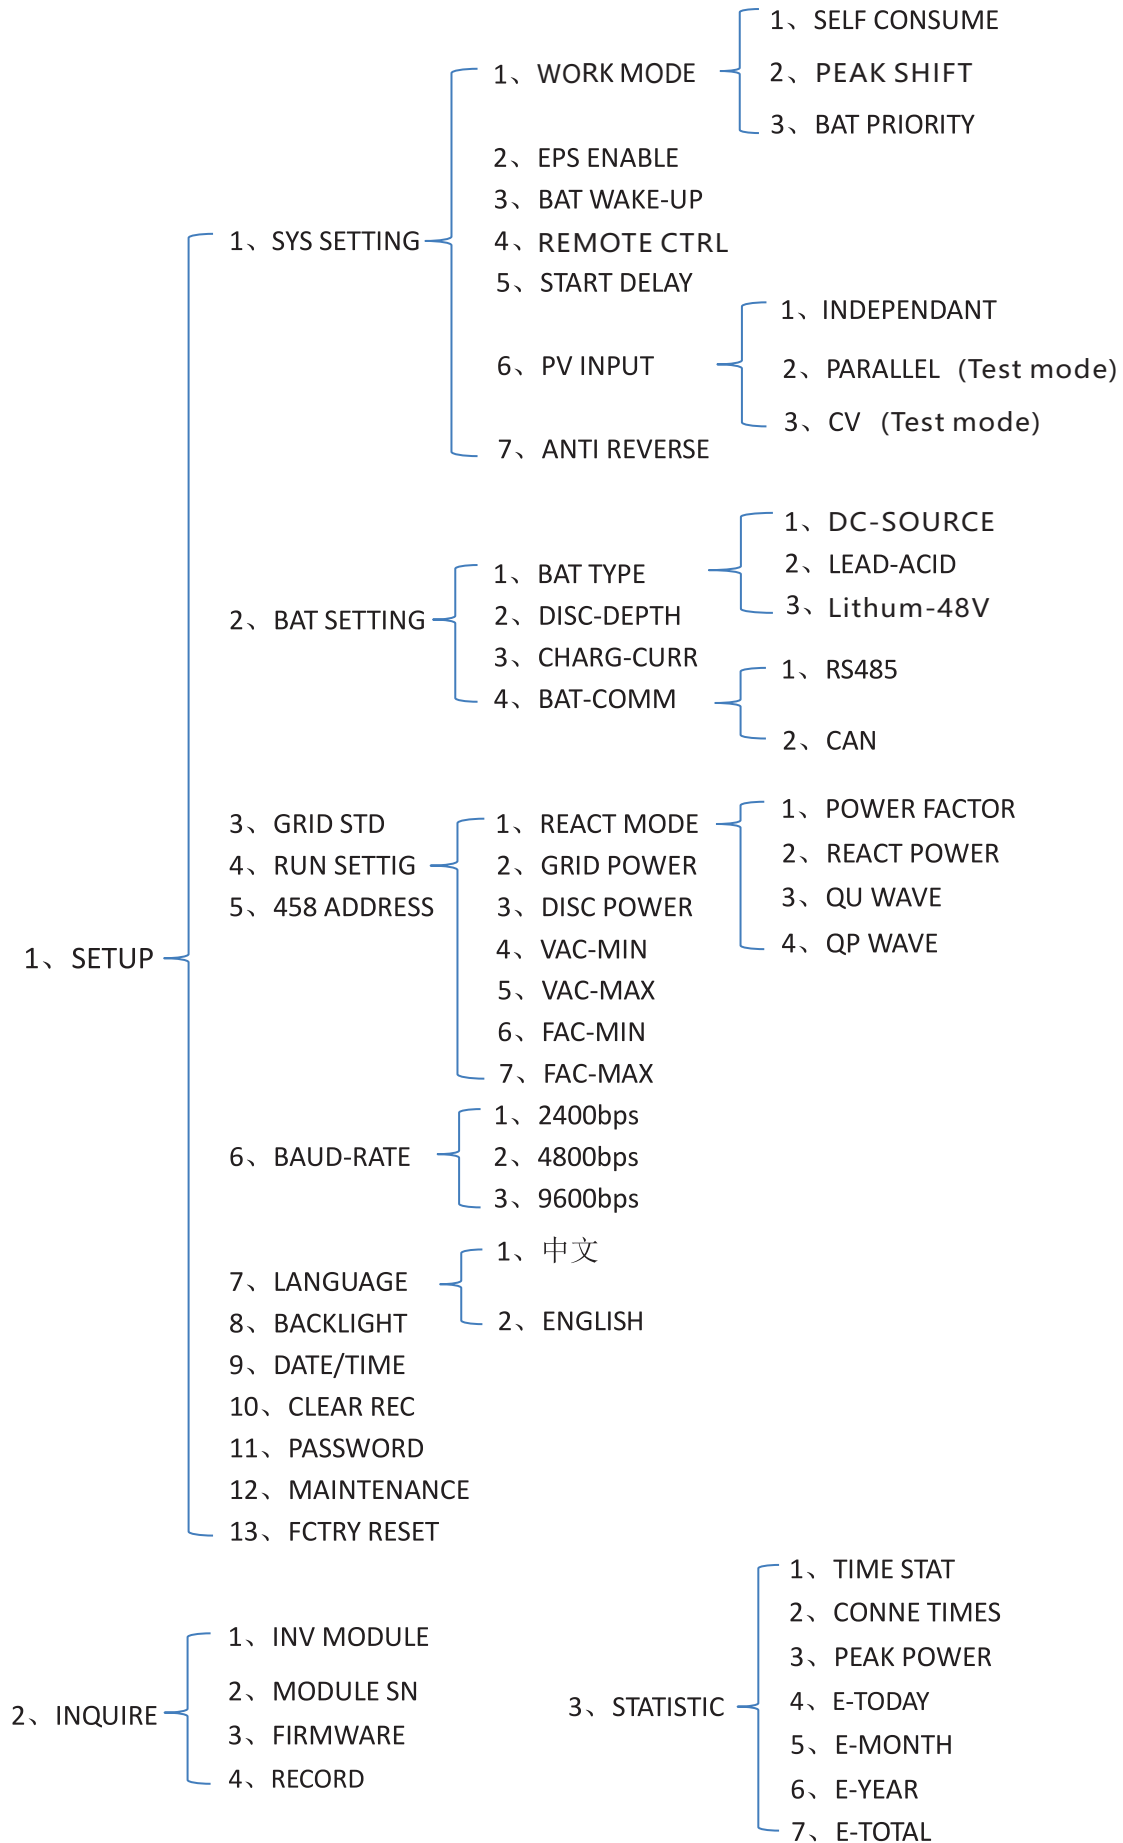 1、SETUP
1、SYS SETTING
1、WORK MODE
1、SELF CONSUME
2、PEAK SHIFT
3、BAT PRIORITY
2、EPS ENABLE
3、BAT WAKE-UP
4、REMOTE CTRL
5、START DELAY
6、PV INPUT
1、INDEPENDANT
2、PARALLEL (Test mode)
3、CV (Test mode)
7、ANTI REVERSE
2、BAT SETTING
1、BAT TYPE
1、DC-SOURCE
2、LEAD-ACID
3、Lithum-48V
2、DISC-DEPTH
3、CHARG-CURR
4、BAT-COMM
1、RS485
2、CAN
3、GRID STD
4、RUN SETTIG
1、REACT MODE
1、POWER FACTOR
2、REACT POWER
3、QU WAVE
4、QP WAVE
2、GRID POWER
3、DISC POWER
4、VAC-MIN
5、VAC-MAX
6、FAC-MIN
7、FAC-MAX
5、458 ADDRESS
6、BAUD-RATE
1、2400bps
2、4800bps
3、9600bps
7、LANGUAGE
1、中文
2、ENGLISH
8、BACKLIGHT
9、DATE/TIME
10、CLEAR REC
11、PASSWORD
12、MAINTENANCE
13、FCTRY RESET
2、INQUIRE
1、INV MODULE
2、MODULE SN
3、FIRMWARE
4、RECORD
3、STATISTIC
1、TIME STAT
2、CONNE TIMES
3、PEAK POWER
4、E-TODAY
5、E-MONTH
6、E-YEAR
7、E-TOTAL